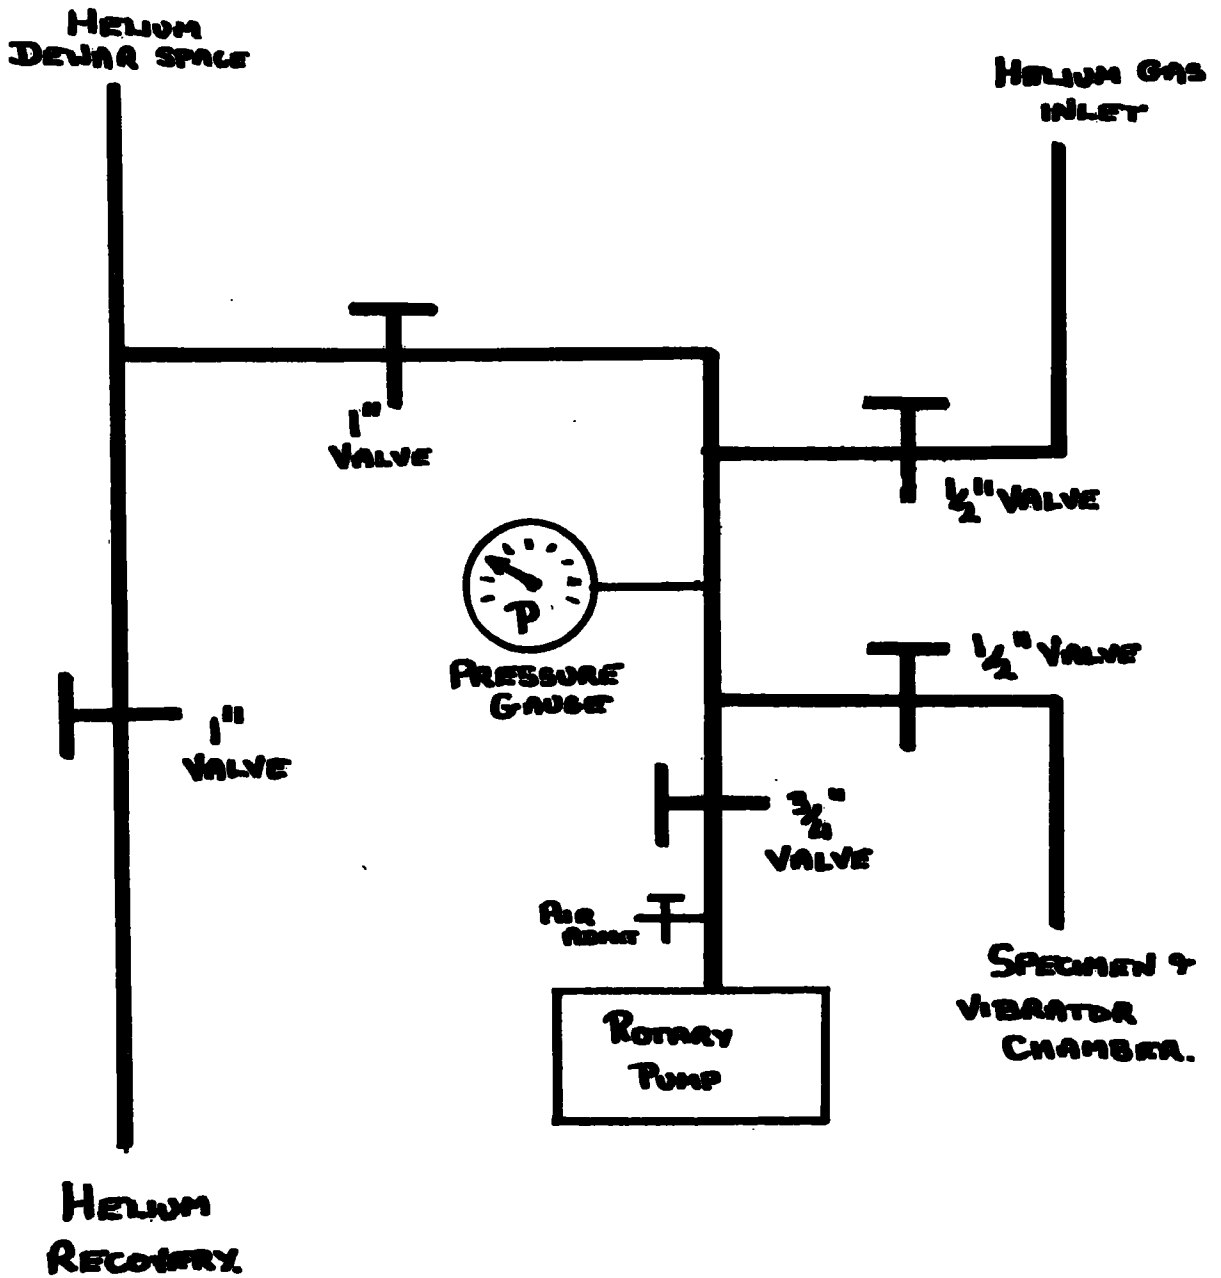 HELIUM
DEWAR SPACE
HELIUM GAS
INLET
1"
VALVE
1/2" VALVE
P
PRESSURE
GAUGE
1/2" VALVE
1"
VALVE
3/4"
VALVE
AIR
ADMIT
SPECIMEN &
VIBRATOR
CHAMBER.
ROTARY
PUMP
HELIUM
RECOVERY.